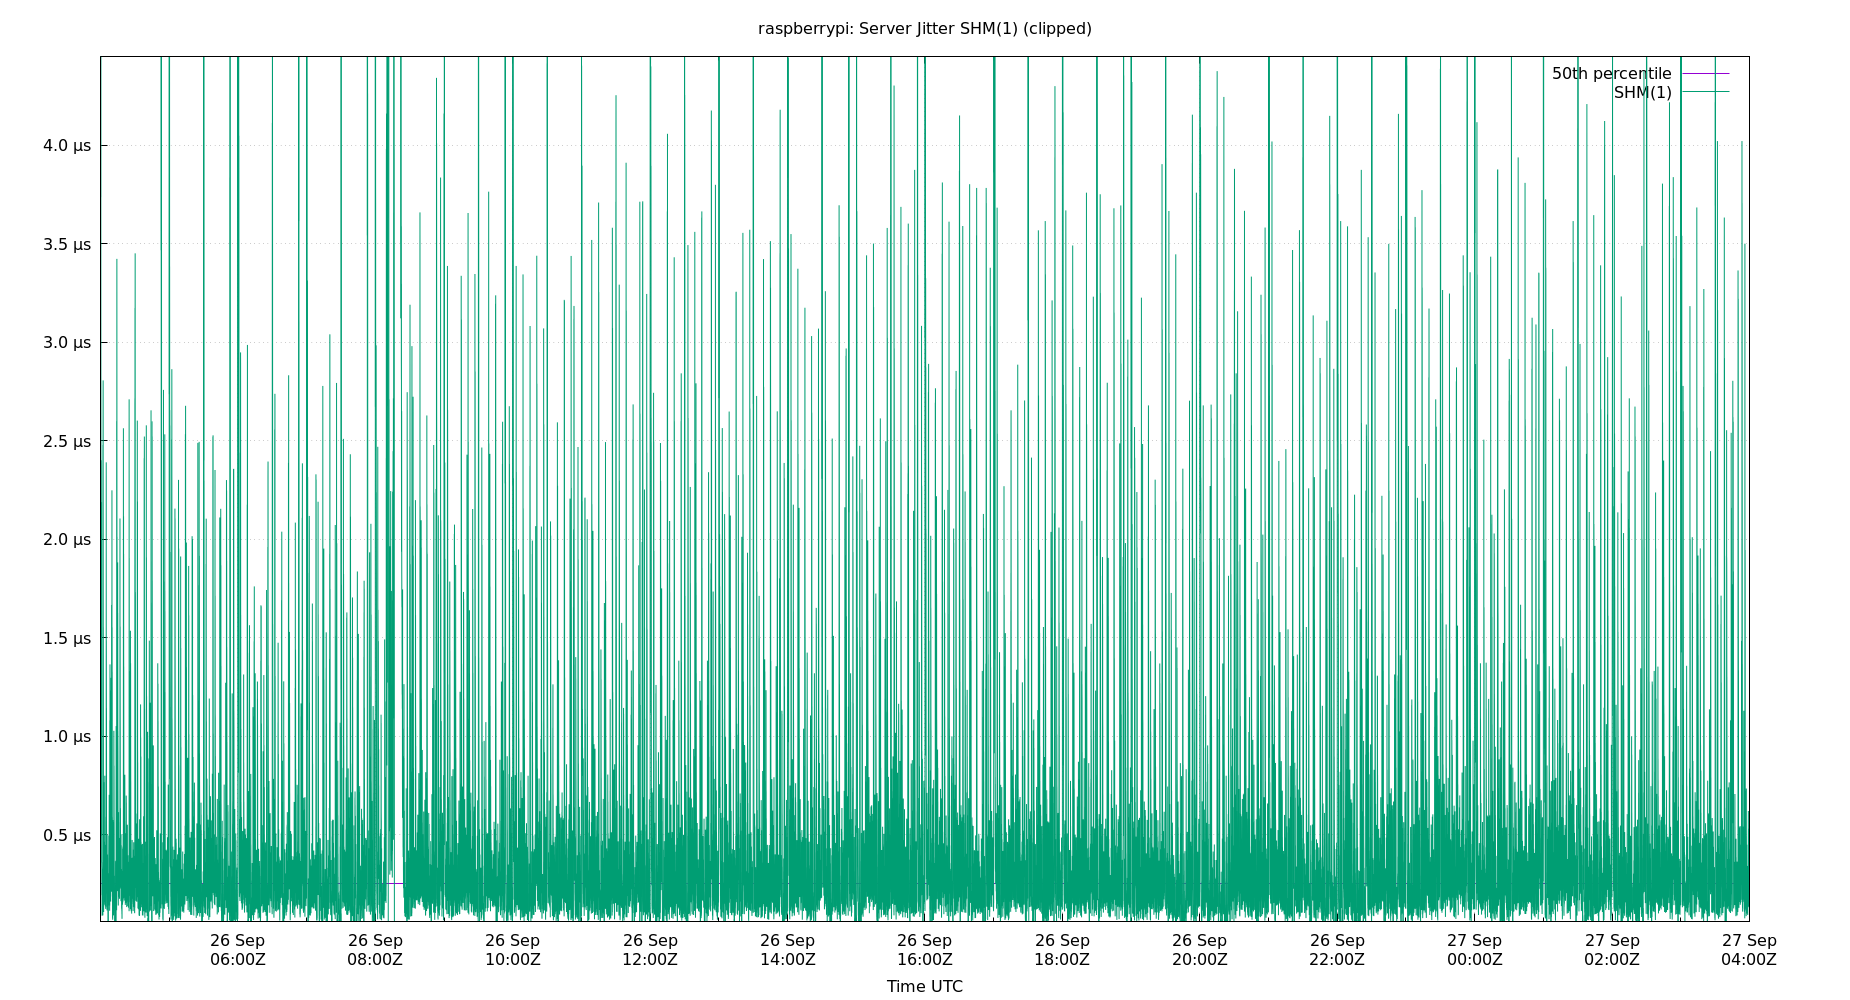 raspberrypi: Server Jitter SHM(1) (clipped)
50th percentile
SHM(1)
4.0 µs
3.5 µs
3.0 µs
2.5 µs
2.0 µs
1.5 µs
1.0 µs
0.5 µs
26 Sep 26 Sep 26 Sep 26 Sep 26 Sep 26 Sep 26 Sep 26 Sep 26 Sep 27 Sep 27 Sep 27 Sep
06:00Z 08:00Z 10:00Z 12:00Z 14:00Z 16:00Z 18:00Z 20:00Z 22:00Z 00:00Z 02:00Z 04:00Z
Time UTC